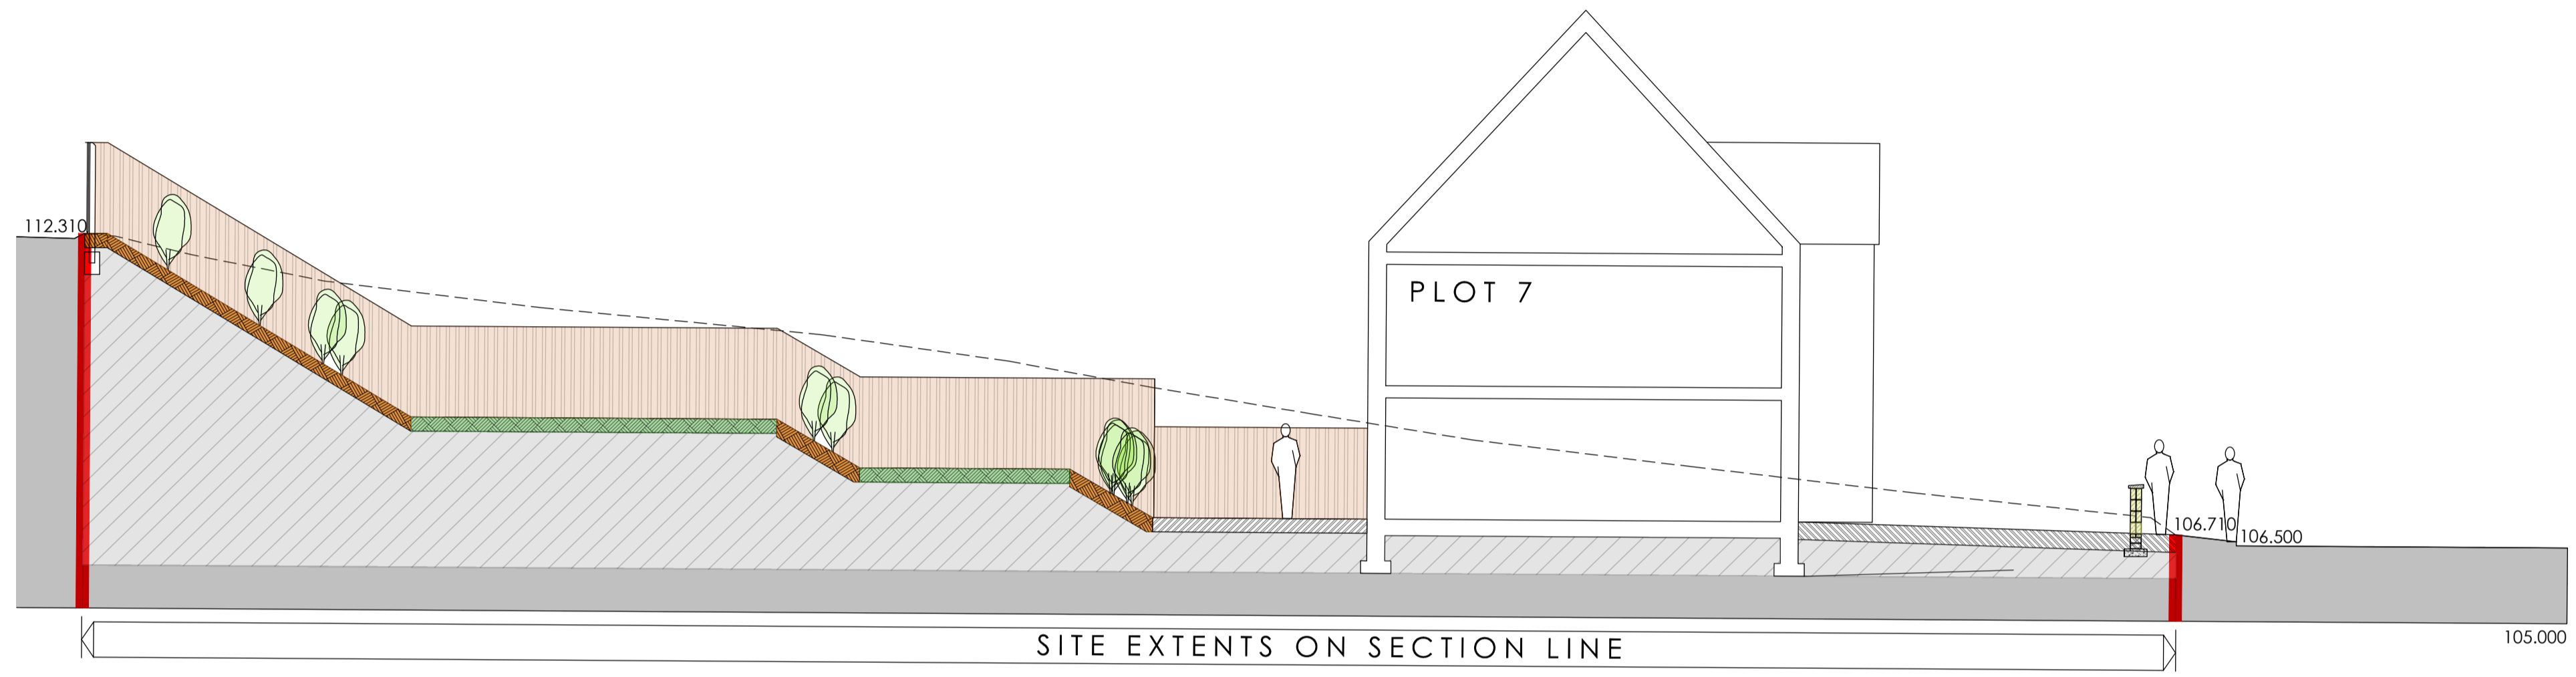 112.310
PLOT 7
106.710
106.500
105.000
SITE EXTENTS ON SECTION LINE